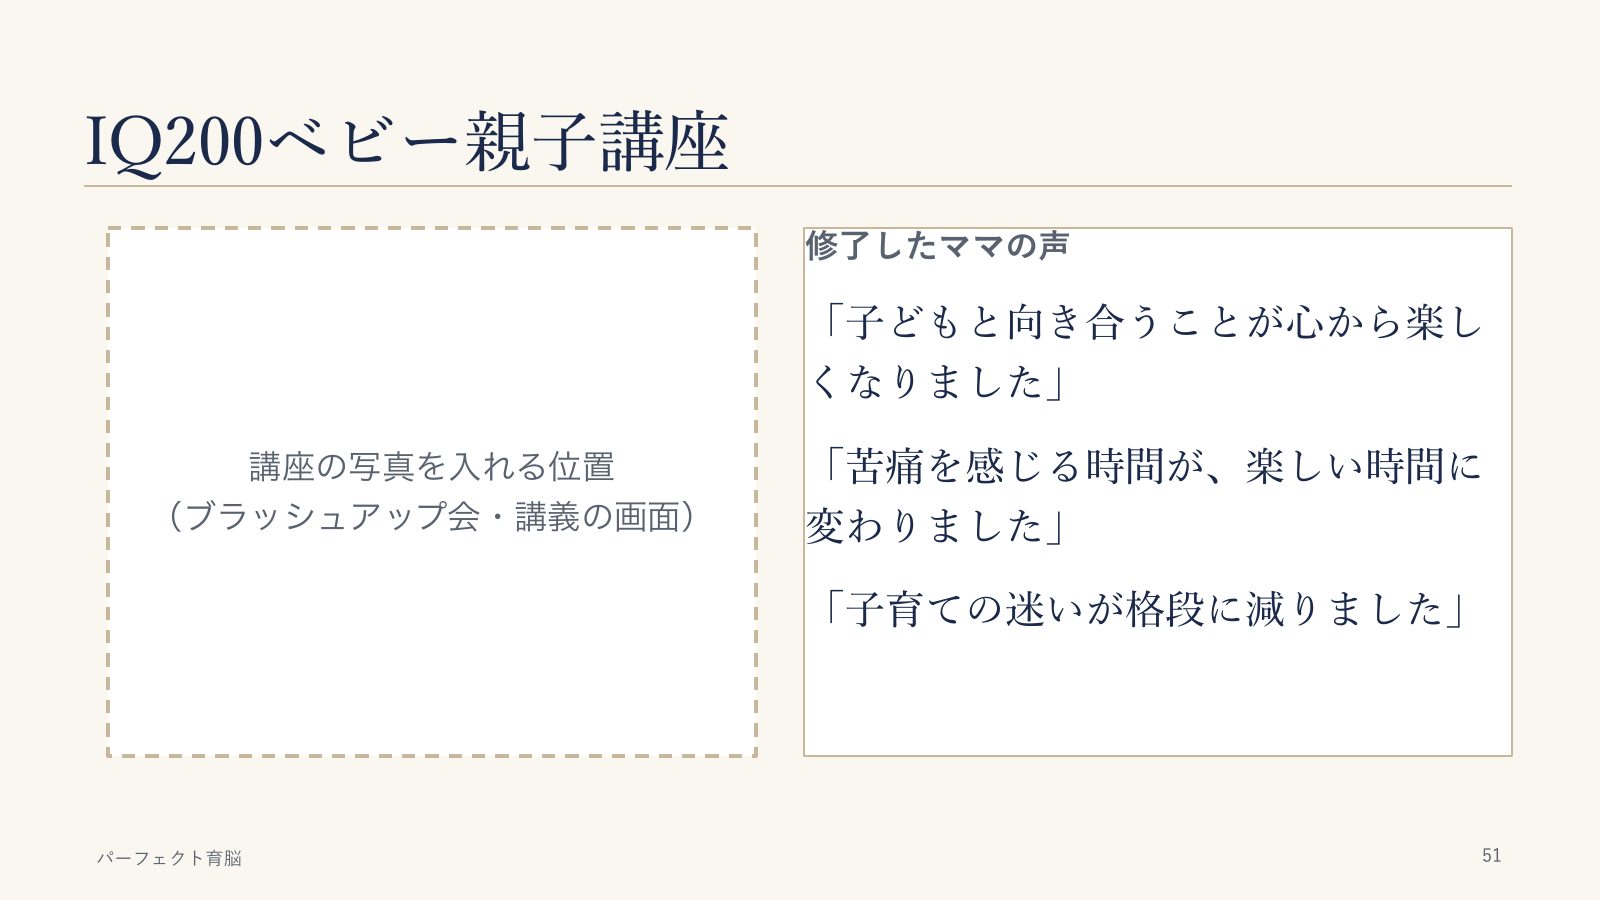 IQ200ベビー親子講座
講座の写真を入れる位置
（ブラッシュアップ会・講義の画面）
修了したママの声
「子どもと向き合うことが心から楽し
くなりました」
「苦痛を感じる時間が、楽しい時間に
変わりました」
「子育ての迷いが格段に減りました」
パーフェクト育脳
51